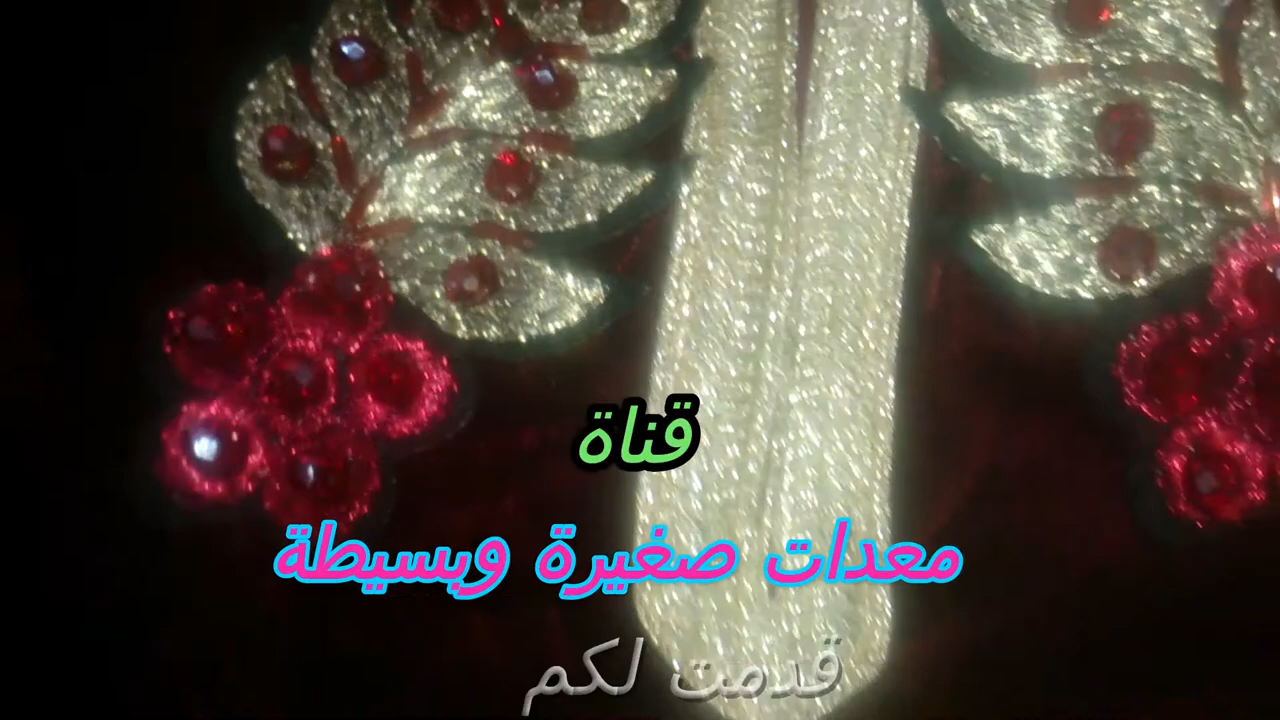 قناة
معدات صغيرة وبسيطة
قدمت لكم